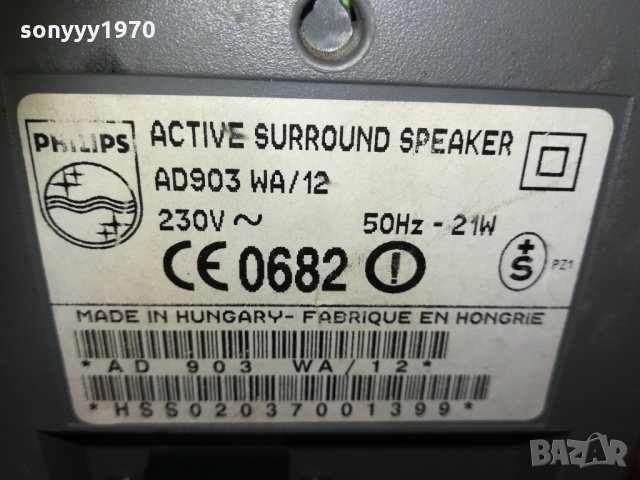 sonyyy1970
PHILIPS
ACTIVE SURROUND SPEAKER
AD903 WA/12
230V ~ 50Hz - 21W
CE 0682
+
S
PZ1
MADE IN HUNGARY- FABRIQUE EN HONGRIE
*AD 903 WA/12*
*HSS02037001399*
BAZAR